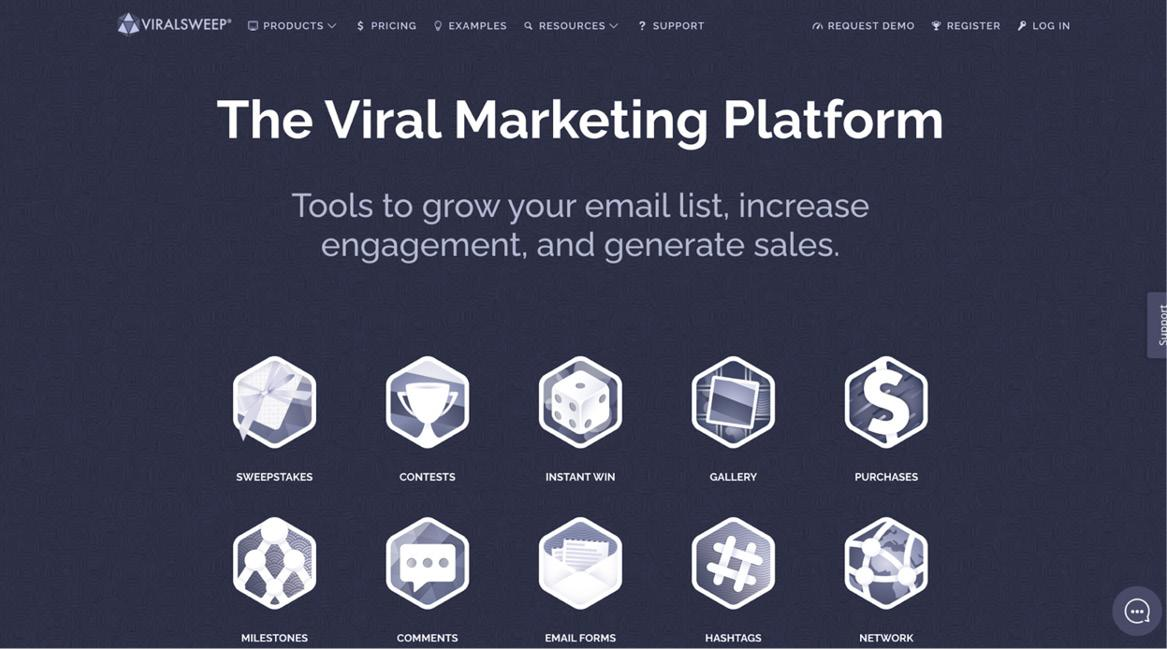 VIRALSWEEP®
PRODUCTS
PRICING
EXAMPLES
RESOURCES
SUPPORT
REQUEST DEMO
REGISTER
LOG IN
The Viral Marketing Platform
Tools to grow your email list, increase
engagement, and generate sales.
Support
SWEEPSTAKES
CONTESTS
INSTANT WIN
GALLERY
PURCHASES
MILESTONES
COMMENTS
EMAIL FORMS
HASHTAGS
NETWORK